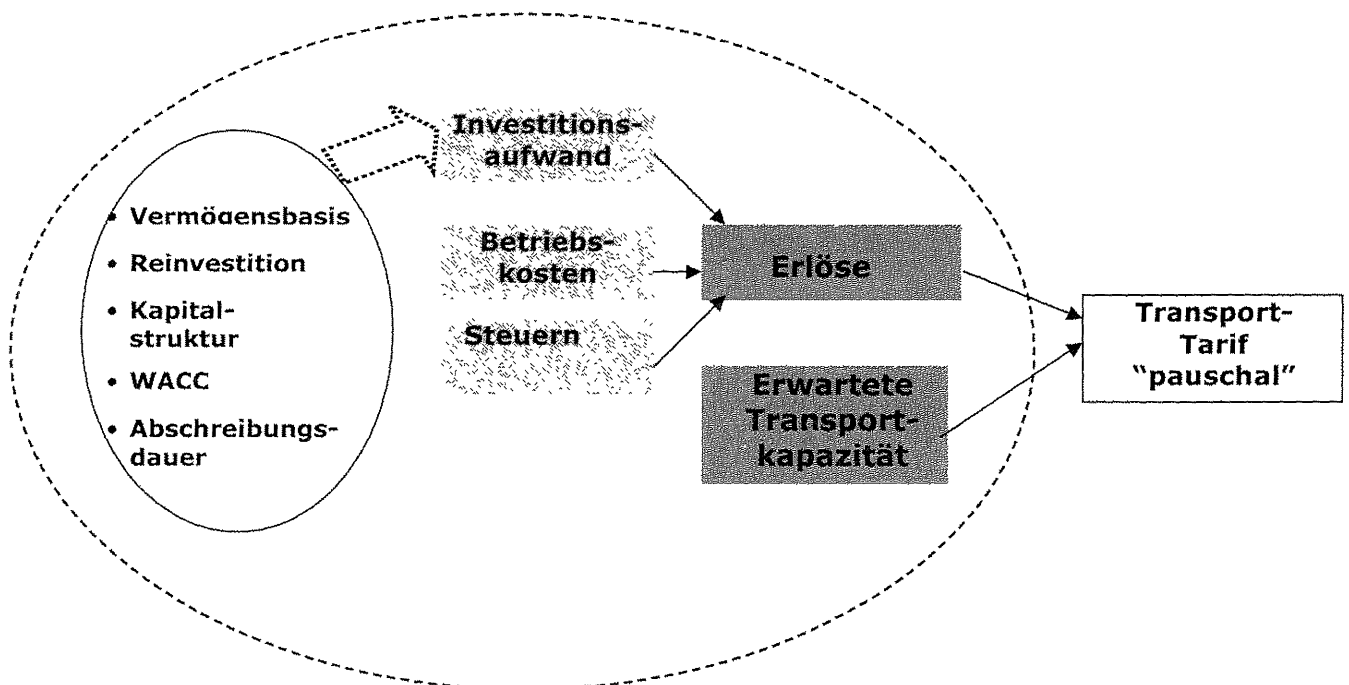 • Vermögensbasis
• Reinvestition
• Kapital-
struktur
• WACC
• Abschreibungs-
dauer
Investitions-
aufwand
Betriebs-
kosten
Steuern
Erlöse
Erwartete
Transport-
kapazität
Transport-
Tarif
“pauschal”